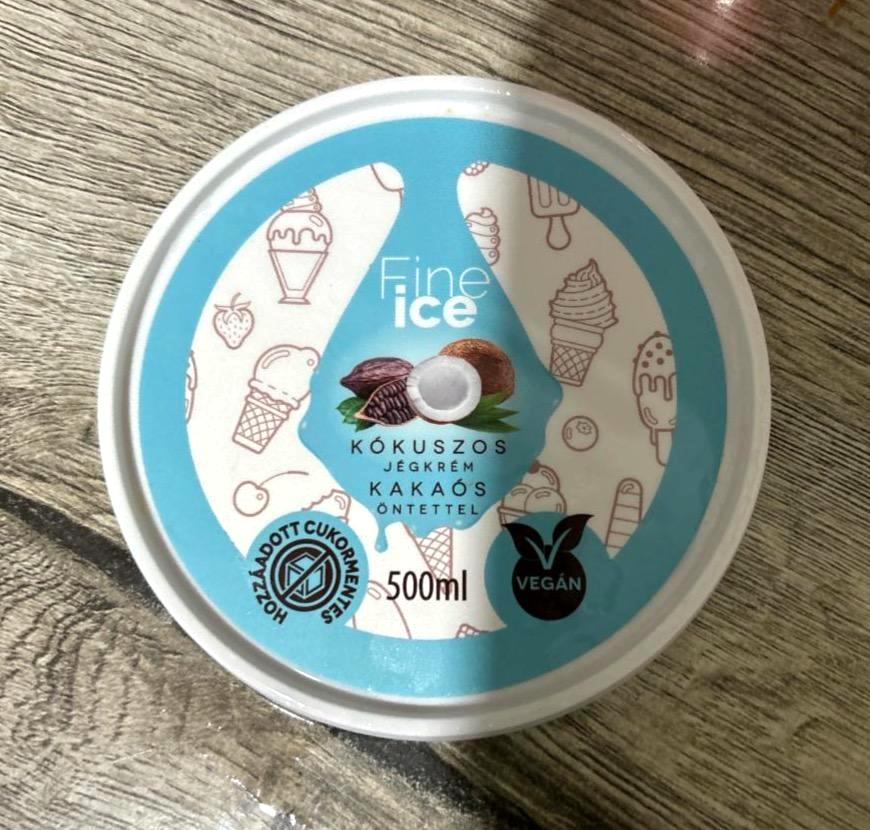 Fine
ice
KÓKUSZOS
JÉGKRÉM
KAKAÓS
ÖNTETTEL
HOZZÁADOTT CUKORMENTES
500ml
VEGÁN